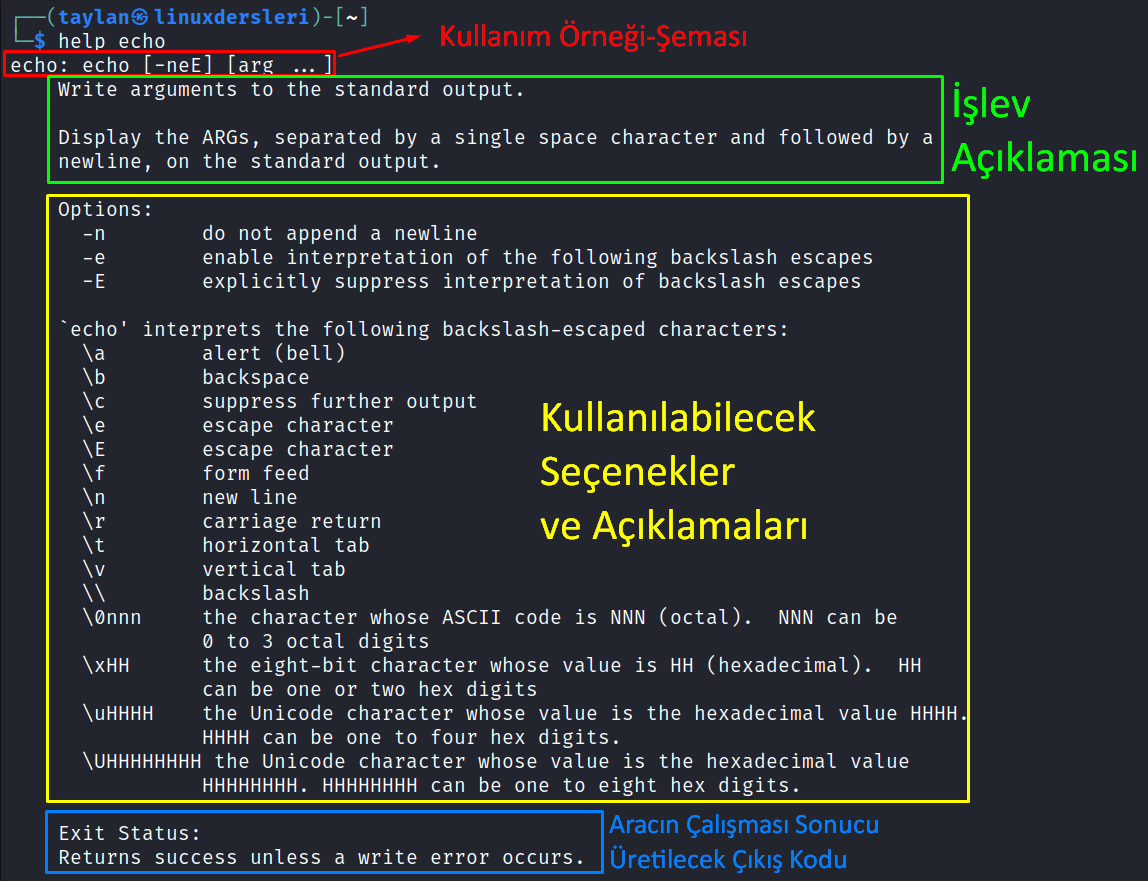 ┌──(taylan㉿linuxdersleri)-[~]
└─$ help echo
Kullanım Örneği-Şeması
echo: echo [-neE] [arg ...]
Write arguments to the standard output.
Display the ARGs, separated by a single space character and followed by a
newline, on the standard output.
İşlev
Açıklaması
Options:
-n do not append a newline
-e enable interpretation of the following backslash escapes
-E explicitly suppress interpretation of backslash escapes
`echo' interprets the following backslash-escaped characters:
\a alert (bell)
\b backspace
\c suppress further output
\e escape character
\E escape character
\f form feed
\n new line
\r carriage return
\t horizontal tab
\v vertical tab
\\ backslash
\0nnn the character whose ASCII code is NNN (octal). NNN can be
0 to 3 octal digits
\xHH the eight-bit character whose value is HH (hexadecimal). HH
can be one or two hex digits
\uHHHH the Unicode character whose value is the hexadecimal value HHHH.
HHHH can be one to four hex digits.
\UHHHHHHHH the Unicode character whose value is the hexadecimal value
HHHHHHHH. HHHHHHHH can be one to eight hex digits.
Kullanılabilecek
Seçenekler
ve Açıklamaları
Exit Status:
Returns success unless a write error occurs.
Aracın Çalışması Sonucu
Üretilecek Çıkış Kodu